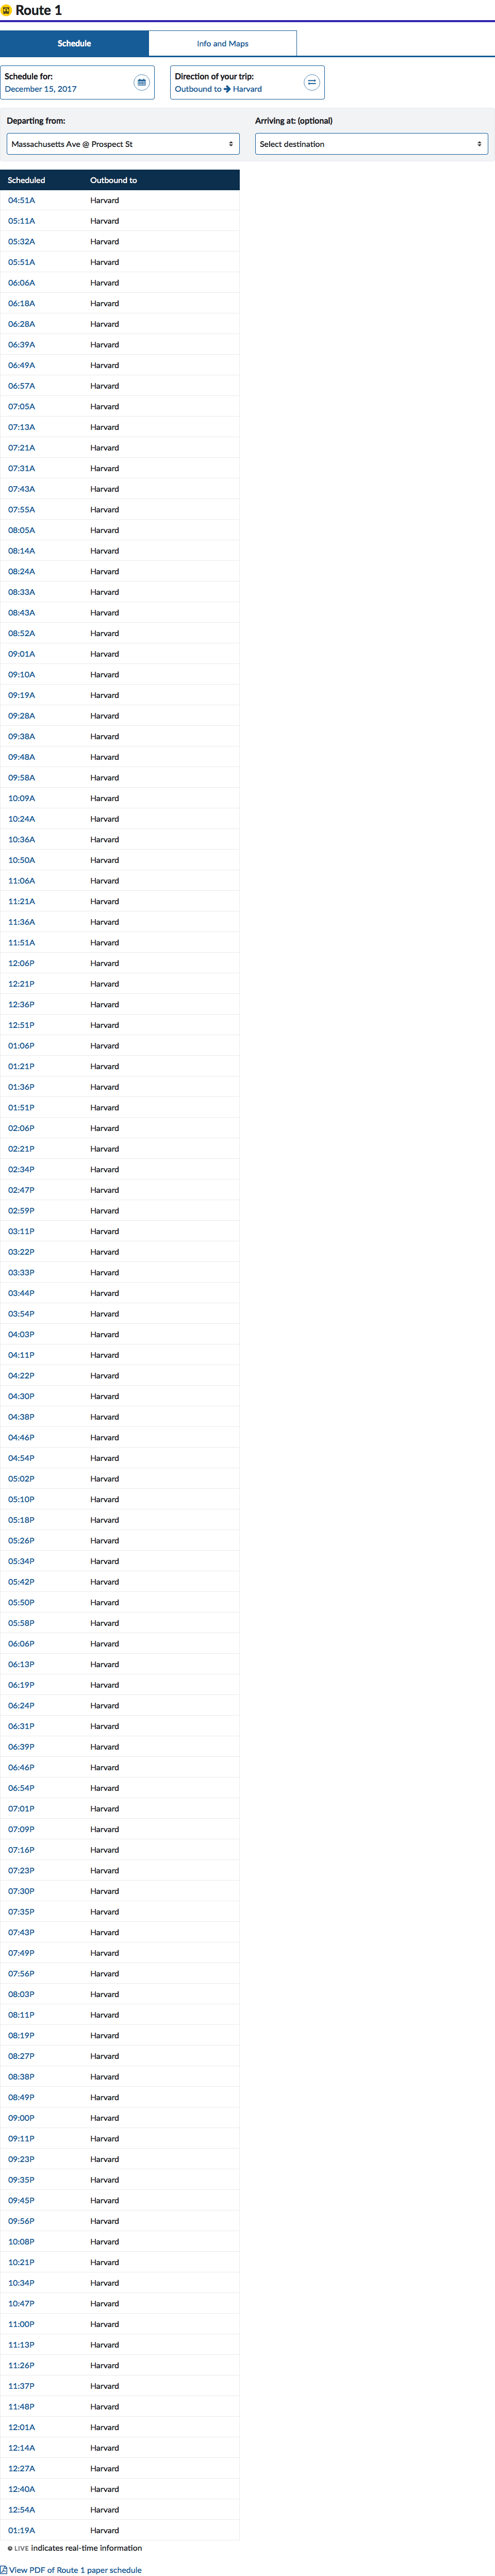 Route 1
Schedule Info and Maps
Schedule for: Direction of your trip:
December 15, 2017 Outbound to Harvard
Departing from: Arriving at: (optional)
Massachusetts Ave @ Prospect St Select destination
Scheduled Outbound to
04:51A Harvard
05:11A Harvard
05:32A Harvard
05:51A Harvard
06:06A Harvard
06:18A Harvard
06:28A Harvard
06:39A Harvard
06:49A Harvard
06:57A Harvard
07:05A Harvard
07:13A Harvard
07:21A Harvard
07:31A Harvard
07:43A Harvard
07:55A Harvard
08:05A Harvard
08:14A Harvard
08:24A Harvard
08:33A Harvard
08:43A Harvard
08:52A Harvard
09:01A Harvard
09:10A Harvard
09:19A Harvard
09:28A Harvard
09:38A Harvard
09:48A Harvard
09:58A Harvard
10:09A Harvard
10:24A Harvard
10:36A Harvard
10:50A Harvard
11:06A Harvard
11:21A Harvard
11:36A Harvard
11:51A Harvard
12:06P Harvard
12:21P Harvard
12:36P Harvard
12:51P Harvard
01:06P Harvard
01:21P Harvard
01:36P Harvard
01:51P Harvard
02:06P Harvard
02:21P Harvard
02:34P Harvard
02:47P Harvard
02:59P Harvard
03:11P Harvard
03:22P Harvard
03:33P Harvard
03:44P Harvard
03:54P Harvard
04:03P Harvard
04:11P Harvard
04:22P Harvard
04:30P Harvard
04:38P Harvard
04:46P Harvard
04:54P Harvard
05:02P Harvard
05:10P Harvard
05:18P Harvard
05:26P Harvard
05:34P Harvard
05:42P Harvard
05:50P Harvard
05:58P Harvard
06:06P Harvard
06:13P Harvard
06:19P Harvard
06:24P Harvard
06:31P Harvard
06:39P Harvard
06:46P Harvard
06:54P Harvard
07:01P Harvard
07:09P Harvard
07:16P Harvard
07:23P Harvard
07:30P Harvard
07:35P Harvard
07:43P Harvard
07:49P Harvard
07:56P Harvard
08:03P Harvard
08:11P Harvard
08:19P Harvard
08:27P Harvard
08:38P Harvard
08:49P Harvard
09:00P Harvard
09:11P Harvard
09:23P Harvard
09:35P Harvard
09:45P Harvard
09:56P Harvard
10:08P Harvard
10:21P Harvard
10:34P Harvard
10:47P Harvard
11:00P Harvard
11:13P Harvard
11:26P Harvard
11:37P Harvard
11:48P Harvard
12:01A Harvard
12:14A Harvard
12:27A Harvard
12:40A Harvard
12:54A Harvard
01:19A Harvard
LIVE indicates real-time information
View PDF of Route 1 paper schedule